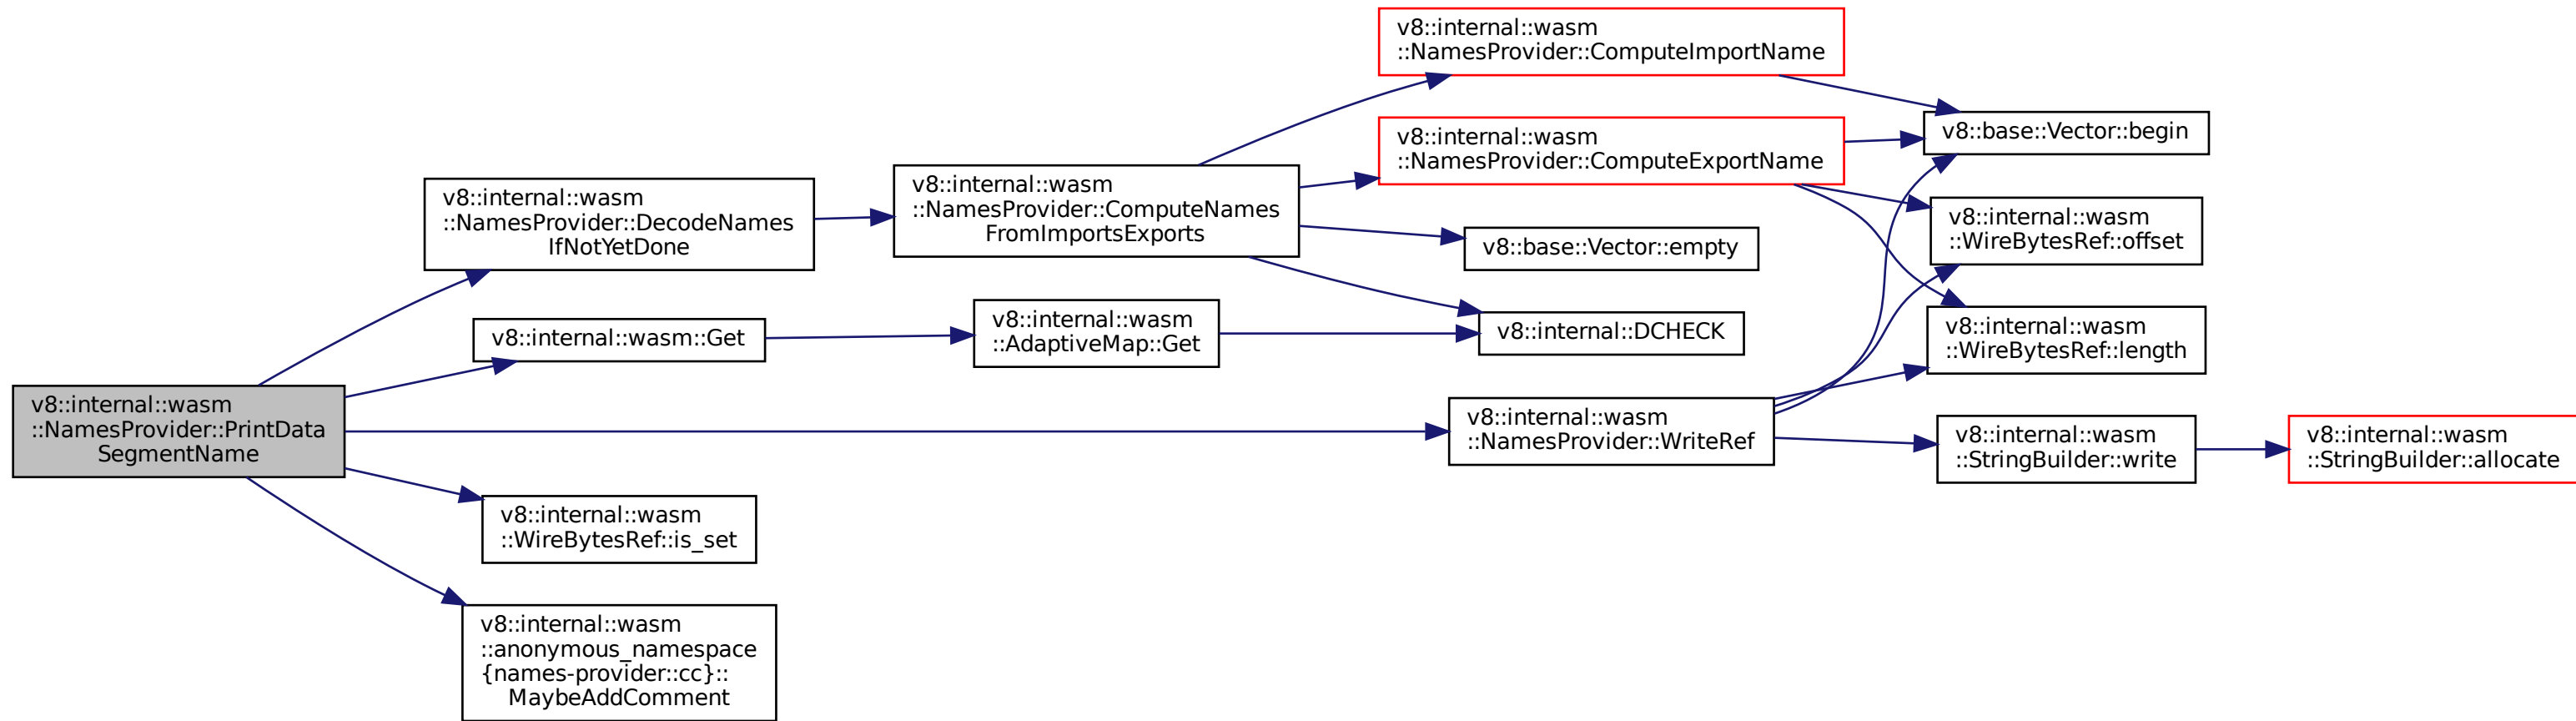 v8::internal::wasm
::NamesProvider::PrintData
SegmentName
v8::internal::wasm
::NamesProvider::DecodeNames
IfNotYetDone
v8::internal::wasm::Get
v8::internal::wasm
::WireBytesRef::is_set
v8::internal::wasm
::anonymous_namespace
{names-provider::cc}::
MaybeAddComment
v8::internal::wasm
::NamesProvider::ComputeNames
FromImportsExports
v8::internal::wasm
::AdaptiveMap::Get
v8::internal::wasm
::NamesProvider::ComputeImportName
v8::internal::wasm
::NamesProvider::ComputeExportName
v8::base::Vector::empty
v8::internal::DCHECK
v8::internal::wasm
::NamesProvider::WriteRef
v8::base::Vector::begin
v8::internal::wasm
::WireBytesRef::offset
v8::internal::wasm
::WireBytesRef::length
v8::internal::wasm
::StringBuilder::write
v8::internal::wasm
::StringBuilder::allocate